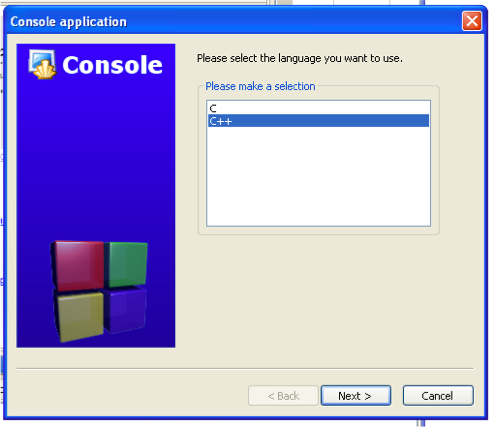 Console application
Console
Please select the language you want to use.
Please make a selection
C
C++
< Back
Next >
Cancel